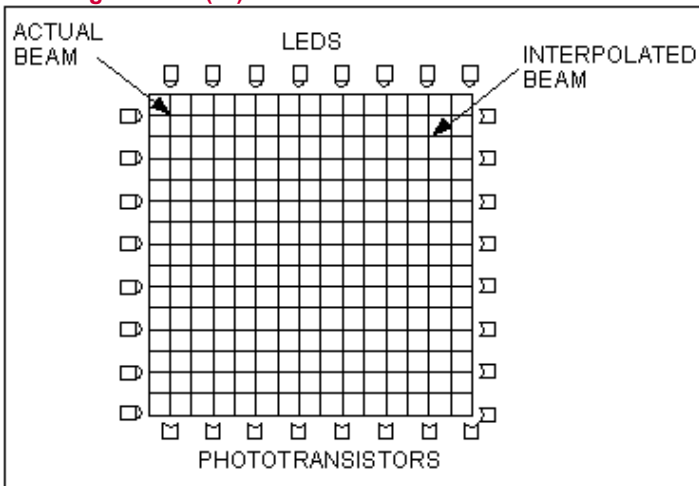 ACTUAL
BEAM
LEDS
INTERPOLATED
BEAM
PHOTOTRANSISTORS